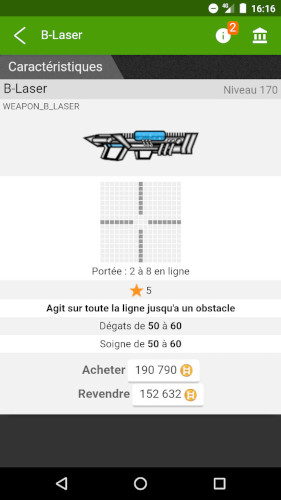 16:16
B-Laser
2
Caractéristiques
B-Laser Niveau 170
WEAPON_B_LASER
Portée : 2 à 8 en ligne
5
Agit sur toute la ligne jusqu'a un obstacle
Dégats de 50 à 60
Soigne de 50 à 60
Acheter 190 790
Revendre 152 632